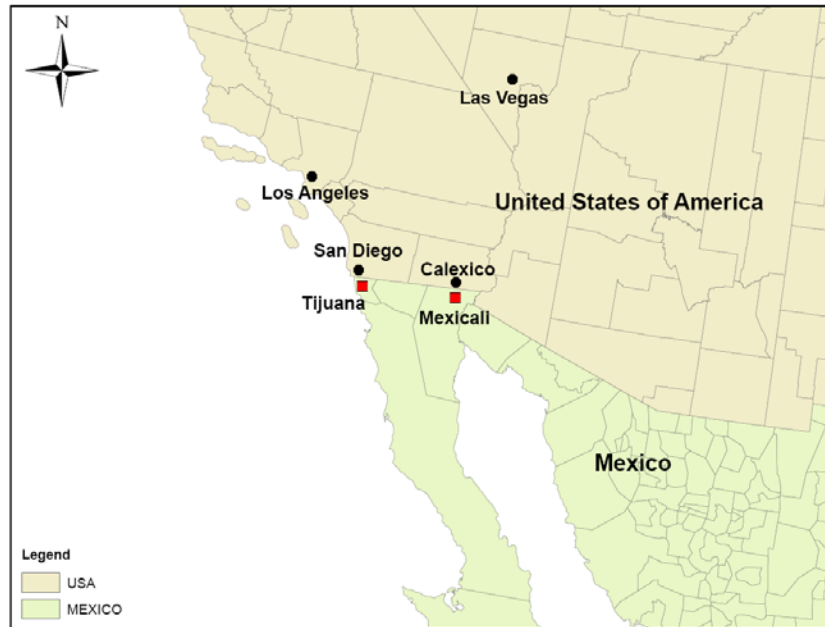 N
Las Vegas
Los Angeles
United States of America
San Diego
Calexico
Tijuana
Mexicali
Mexico
Legend
USA
MEXICO